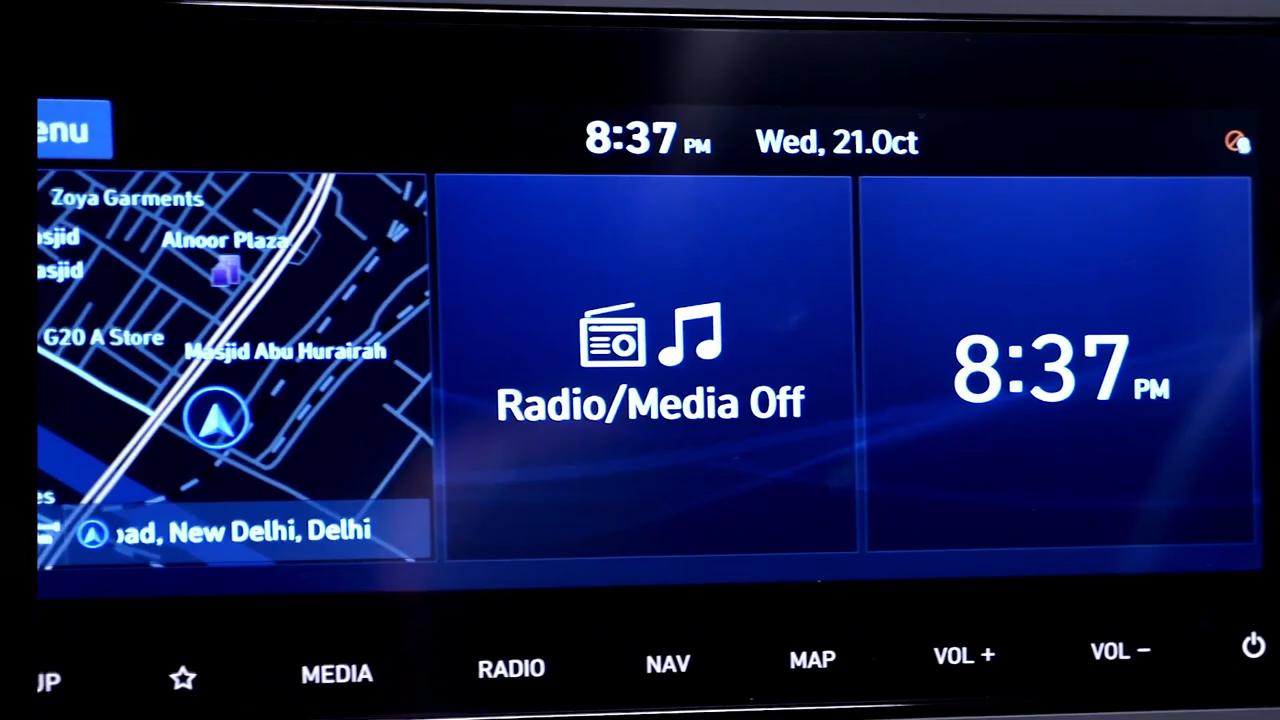 enu
8:37 PM Wed, 21.Oct
Zoya Garments
asjid
Alnoor Plaza
asjid
G20 A Store
Masjid Abu Hurairah
es
oad, New Delhi, Delhi
Radio/Media Off
8:37 PM
UP
MEDIA
RADIO
NAV
MAP
VOL +
VOL −